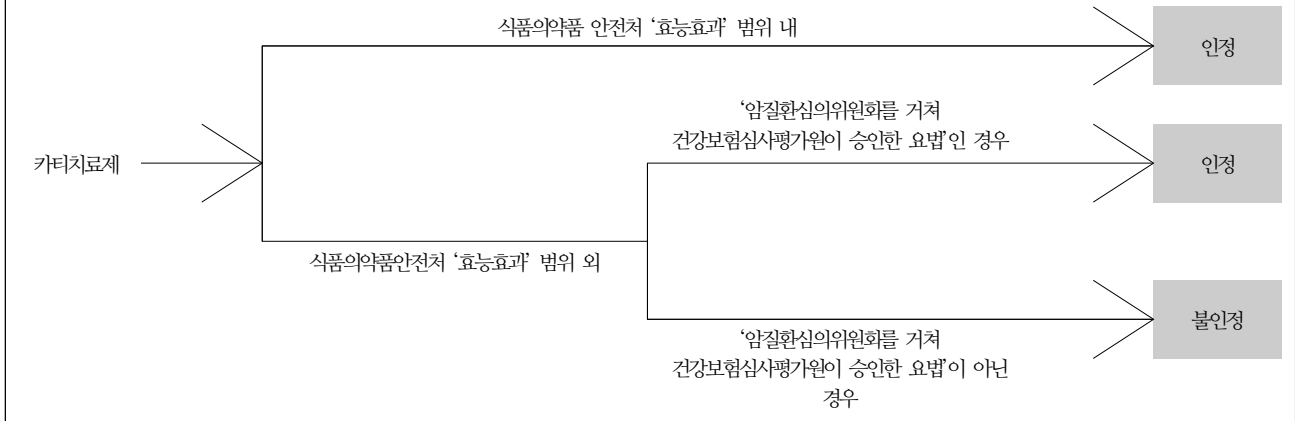 식품의약품 안전처 ‘효능효과’ 범위 내
인정
‘암질환심의위원회를 거쳐
건강보험심사평가원이 승인한 요법’인 경우
카티치료제
인정
식품의약품안전처 ‘효능효과’ 범위 외
불인정
‘암질환심의위원회를 거쳐
건강보험심사평가원이 승인한 요법’이 아닌
경우